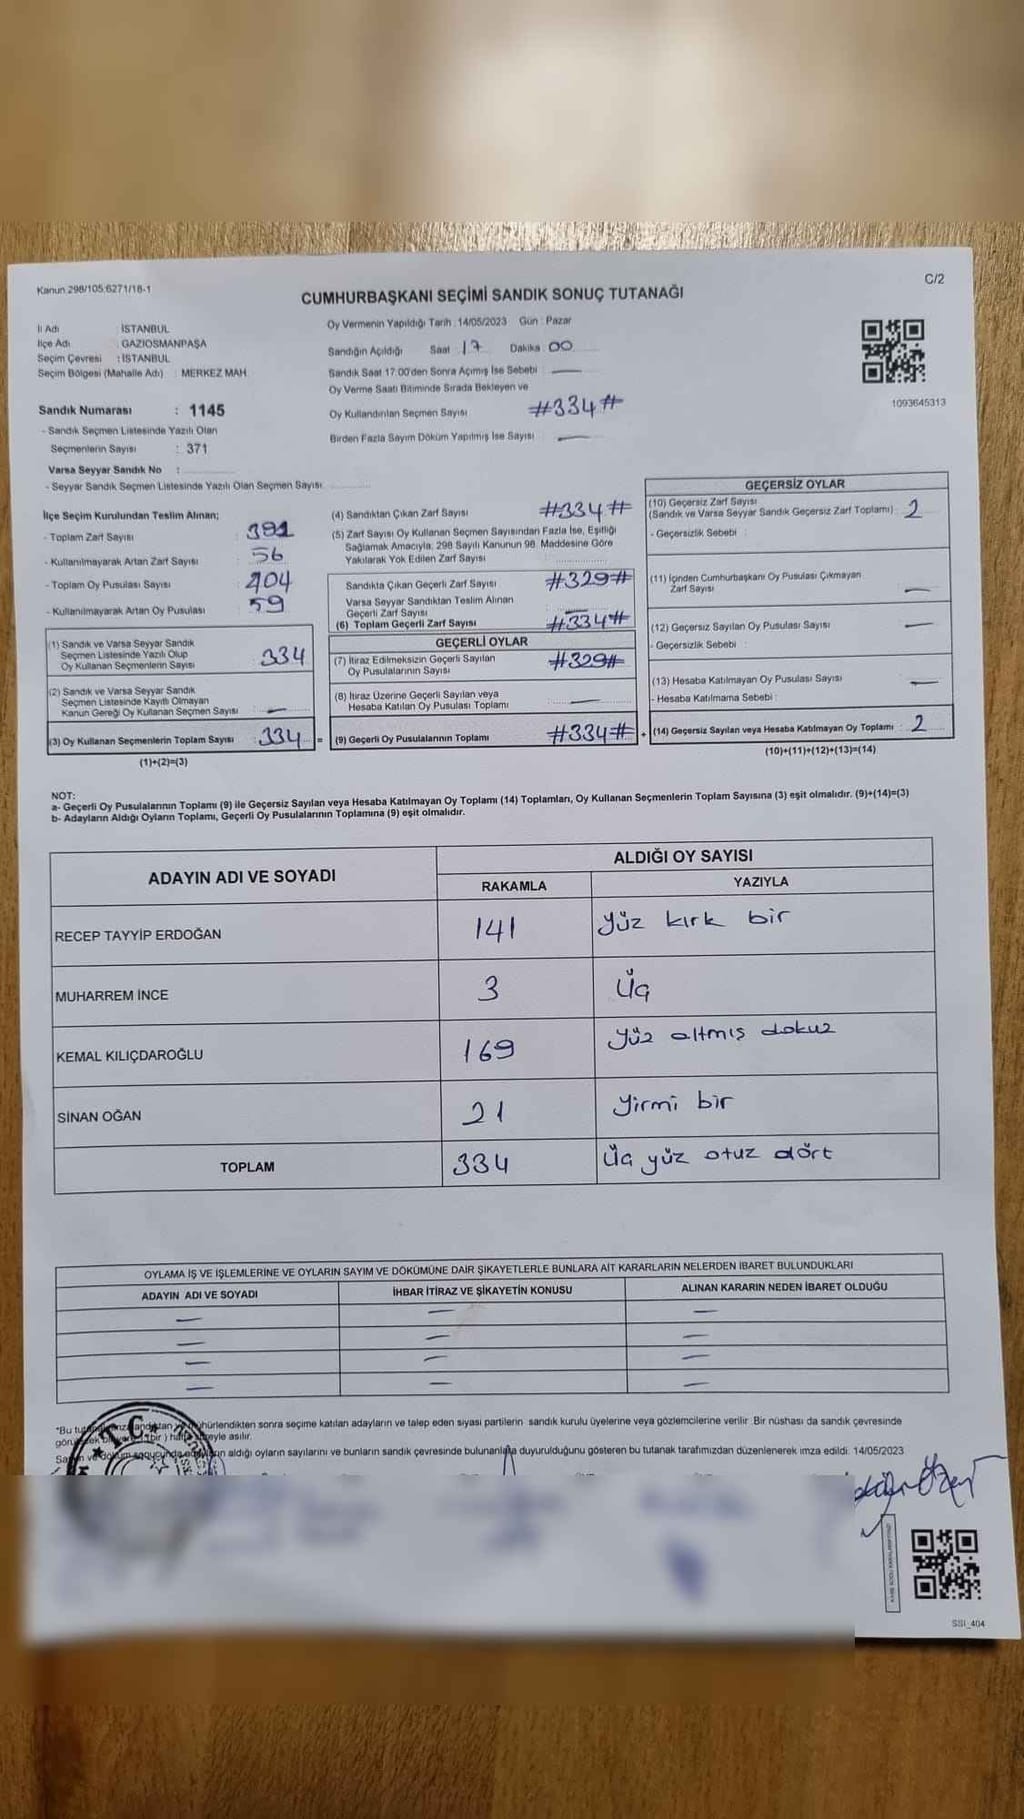 Kanun 298/105;6271/18-1
C/2
CUMHURBAŞKANI SEÇİMİ SANDIK SONUÇ TUTANAĞI
İl Adı : İSTANBUL
İlçe Adı : GAZİOSMANPAŞA
Seçim Çevresi : İSTANBUL
Seçim Bölgesi (Mahalle Adı) : MERKEZ MAH.
Oy Vermenin Yapıldığı Tarih : 14/05/2023 Gün : Pazar
Sandığın Açıldığı Saat 17 Dakika 00
Sandık Saat 17:00'den Sonra Açımış İse Sebebi —
Oy Verme Saati Bitiminde Sırada Bekleyen ve
Oy Kullandırılan Seçmen Sayısı #334#
Birden Fazla Sayım Döküm Yapılmış İse Sayısı —
1093645313
Sandık Numarası : 1145
- Sandık Seçmen Listesinde Yazılı Olan
Seçmenlerin Sayısı : 371
Varsa Seyyar Sandık No :
- Seyyar Sandık Seçmen Listesinde Yazılı Olan Seçmen Sayısı
İlçe Seçim Kurulundan Teslim Alınan;
- Toplam Zarf Sayısı
- Kullanılmayarak Artan Zarf Sayısı : 56
- Toplam Oy Pusulası Sayısı : 404
- Kullanılmayarak Artan Oy Pusulası : 59
(1) Sandık ve Varsa Seyyar Sandık
Seçmen Listesinde Yazılı Olup
Oy Kullanan Seçmenlerin Sayısı 334
(2) Sandık ve Varsa Seyyar Sandık
Seçmen Listesinde Kayıtlı Olmayan
Kanun Gereği Oy Kullanan Seçmen Sayısı —
(3) Oy Kullanan Seçmenlerin Toplam Sayısı 334 =
(1)+(2)=(3)
(4) Sandıktan Çıkan Zarf Sayısı #334#
(5) Zarf Sayısı Oy Kullanan Seçmen Sayısından Fazla İse, Eşitliği
Sağlamak Amacıyla, 298 Sayılı Kanunun 98. Maddesine Göre
Yakılarak Yok Edilen Zarf Sayısı
Sandıkta Çıkan Geçerli Zarf Sayısı #329#
Varsa Seyyar Sandıktan Teslim Alınan
Geçerli Zarf Sayısı —
(6) Toplam Geçerli Zarf Sayısı #334#
GEÇERLİ OYLAR
(7) İtiraz Edilmeksizin Geçerli Sayılan
Oy Pusulalarının Sayısı #329#
(8) İtiraz Üzerine Geçerli Sayılan veya
Hesaba Katılan Oy Pusulası Toplamı —
(9) Geçerli Oy Pusulalarının Toplamı #334# +
GEÇERSİZ OYLAR
(10) Geçersiz Zarf Sayısı
(Sandık ve Varsa Seyyar Sandık Geçersiz Zarf Toplamı) 2
- Geçersizlik Sebebi :
(11) İçinden Cumhurbaşkanı Oy Pusulası Çıkmayan
Zarf Sayısı —
(12) Geçersiz Sayılan Oy Pusulası Sayısı —
- Geçersizlik Sebebi :
(13) Hesaba Katılmayan Oy Pusulası Sayısı —
- Hesaba Katılmama Sebebi :
(14) Geçersiz Sayılan veya Hesaba Katılmayan Oy Toplamı 2
(10)+(11)+(12)+(13)=(14)
NOT:
a- Geçerli Oy Pusulalarının Toplamı (9) ile Geçersiz Sayılan veya Hesaba Katılmayan Oy Toplamı (14) Toplamları, Oy Kullanan Seçmenlerin Toplam Sayısına (3) eşit olmalıdır. (9)+(14)=(3)
b- Adayların Aldığı Oyların Toplamı, Geçerli Oy Pusulalarının Toplamına (9) eşit olmalıdır.
ADAYIN ADI VE SOYADI
ALDIĞI OY SAYISI
RAKAMLA YAZIYLA
RECEP TAYYİP ERDOĞAN 141 Yüz kırk bir
MUHARREM İNCE 3 Üç
KEMAL KILIÇDAROĞLU 169 Yüz altmış dokuz
SİNAN OĞAN 21 Yirmi bir
TOPLAM 334 Üç yüz otuz dört
OYLAMA İŞ VE İŞLEMLERİNE VE OYLARIN SAYIM VE DÖKÜMÜNE DAİR ŞİKAYETLERLE BUNLARA AİT KARARLARIN NELERDEN İBARET BULUNDUKLARI
ADAYIN ADI VE SOYADI İHBAR İTİRAZ VE ŞİKAYETİN KONUSU ALINAN KARARIN NEDEN İBARET OLDUĞU
— — —
— — —
— — —
— — —
*Bu mühürlendikten sonra seçime katılan adayların ve talep eden siyasi partilerin sandık kurulu üyelerine ve gözlemcilerine verilir. Bir nüshası da sandık çevresinde
(bir) hafta süreyle asılır.
aldığı oyların sayılarını ve bunların sandık çevresinde bulunanlara duyurulduğunu gösteren bu tutanak tarafımızdan düzenlenerek imza edildi. 14/05/2023
T.C.
SSI_404